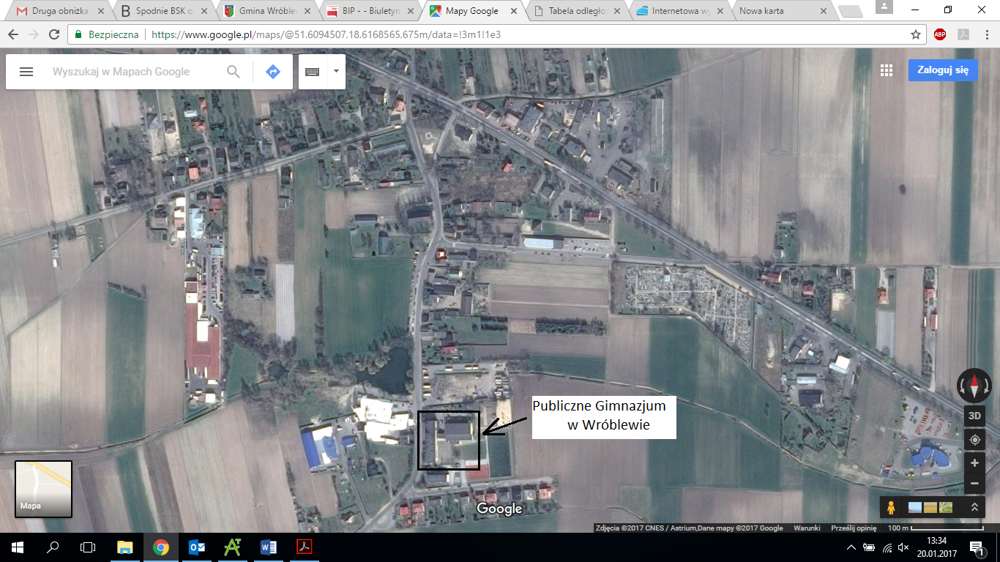 Druga obniżka
Spodnie BSK o
Gmina Wróble
BIP - - Biuletyn
Mapy Google
Tabela odległo
Internetowa wy
Nowa karta
Bezpieczna
https://www.google.pl/maps/@51.6094507,18.6168565,675m/data=!3m1!1e3
ABP
Wyszukaj w Mapach Google
Zaloguj się
Publiczne Gimnazjum
w Wróblewie
3D
Mapa
Google
Zdjęcia ©2017 CNES / Astrium,Dane mapy ©2017 Google Warunki Prześlij opinię 100 m
13:34
20.01.2017
1